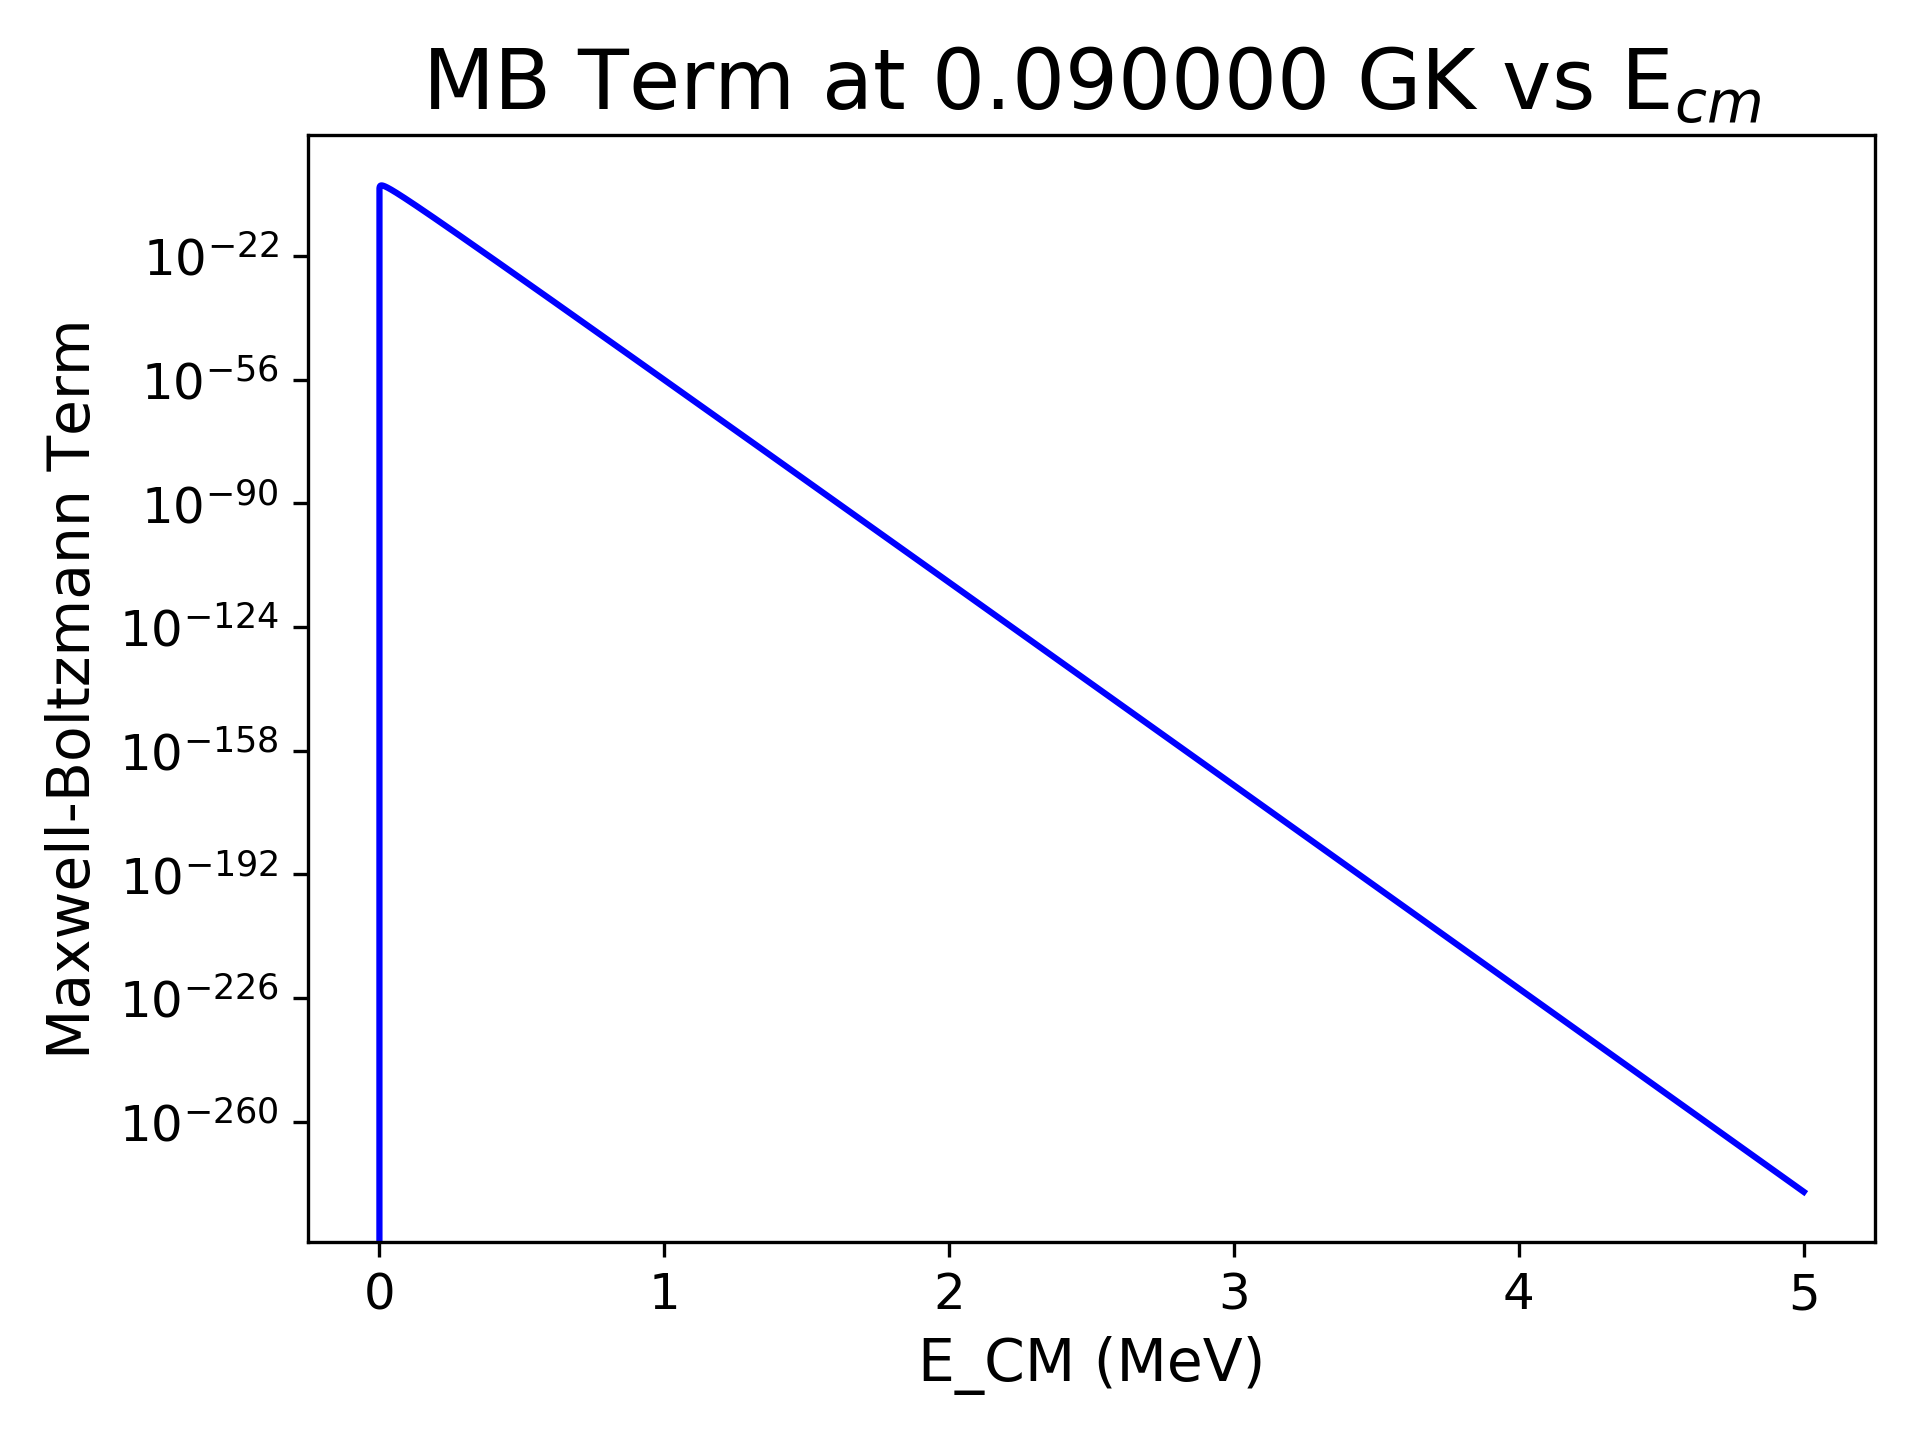 MB Term at 0.090000 GK vs E_{cm}
Maxwell-Boltzmann Term
10^{-22}
10^{-56}
10^{-90}
10^{-124}
10^{-158}
10^{-192}
10^{-226}
10^{-260}
0 1 2 3 4 5
E_CM (MeV)